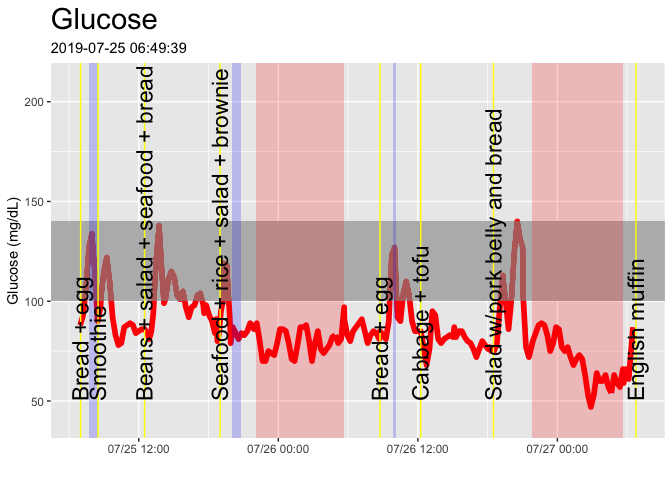 Glucose
2019-07-25 06:49:39
Glucose (mg/dL)
200
150
100
50
Bread + egg
Smoothie
Beans + salad + seafood + bread
Seafood + rice + salad + brownie
Bread + egg
Cabbage + tofu
Salad w/pork belly and bread
English muffin
07/25 12:00
07/26 00:00
07/26 12:00
07/27 00:00